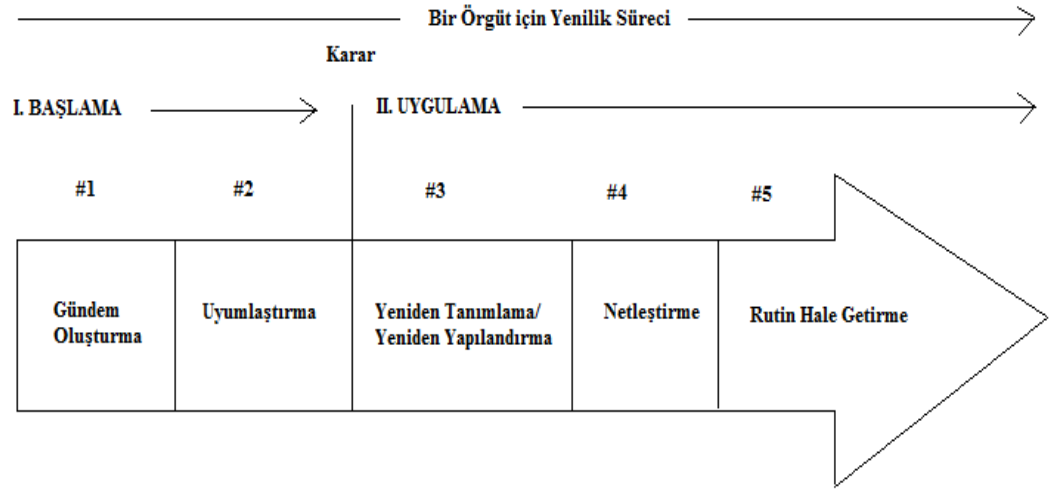 Bir Örgüt için Yenilik Süreci
Karar
I. BAŞLAMA
II. UYGULAMA
#1
#2
#3
#4
#5
Gündem
Oluşturma
Uyumlaştırma
Yeniden Tanımlama/
Yeniden Yapılandırma
Netleştirme
Rutin Hale Getirme